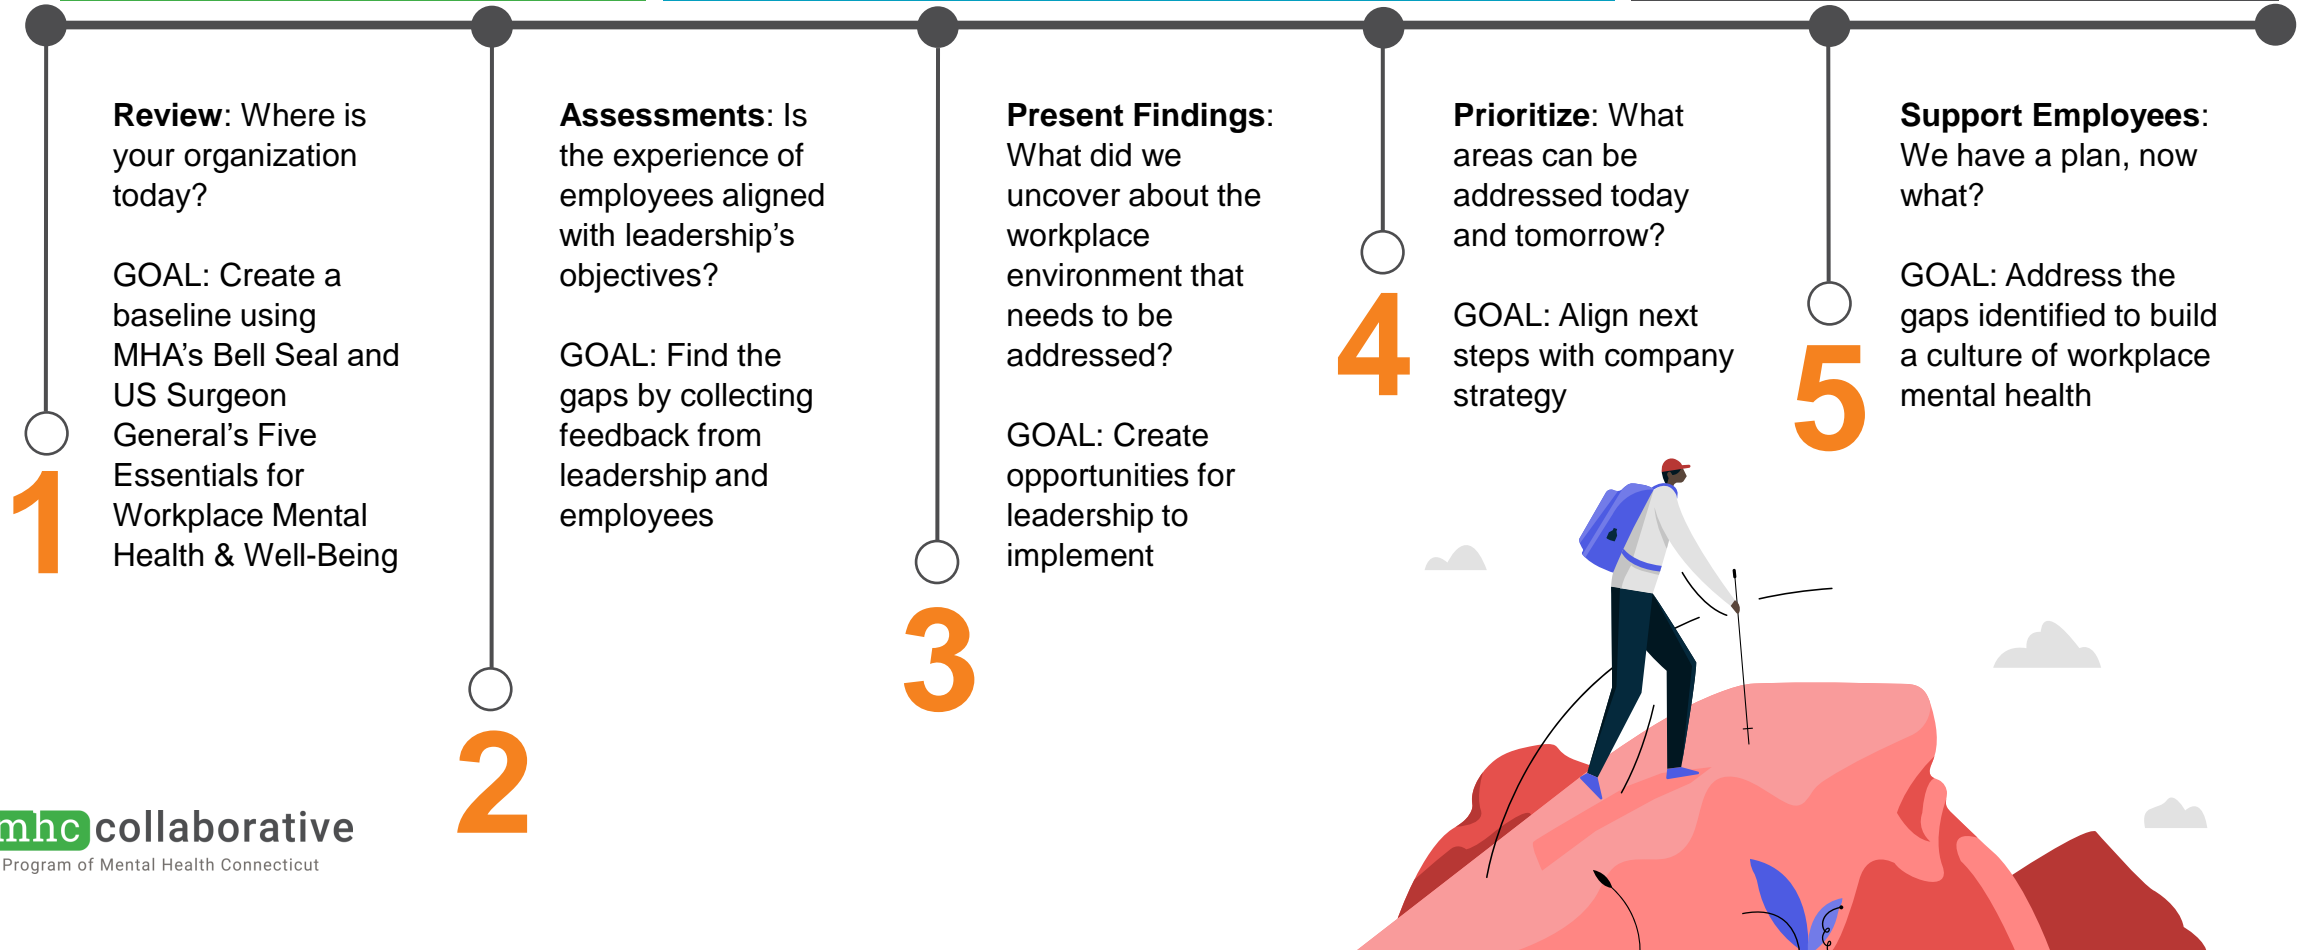 Review: Where is
your organization
today?
GOAL: Create a
baseline using
MHA's Bell Seal and
US Surgeon
General's Five
Essentials for
Workplace Mental
Health & Well-Being
1
Assessments: Is
the experience of
employees aligned
with leadership's
objectives?
GOAL: Find the
gaps by collecting
feedback from
leadership and
employees
2
Present Findings:
What did we
uncover about the
workplace
environment that
needs to be
addressed?
GOAL: Create
opportunities for
leadership to
implement
3
Prioritize: What
areas can be
addressed today
and tomorrow?
GOAL: Align next
steps with company
strategy
4
Support Employees:
We have a plan, now
what?
GOAL: Address the
gaps identified to build
a culture of workplace
mental health
5
mhc collaborative
Program of Mental Health Connecticut